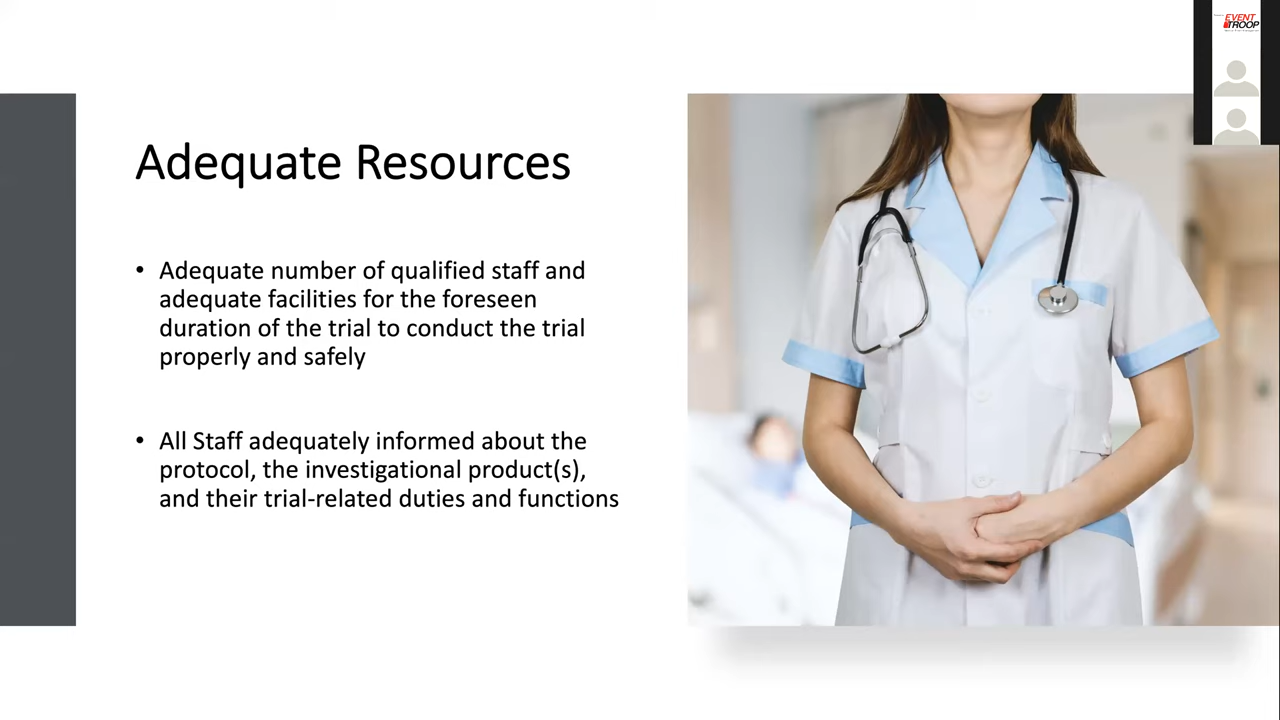 EVENT
TROOP
Adequate Resources
• Adequate number of qualified staff and
adequate facilities for the foreseen
duration of the trial to conduct the trial
properly and safely
• All Staff adequately informed about the
protocol, the investigational product(s),
and their trial-related duties and functions